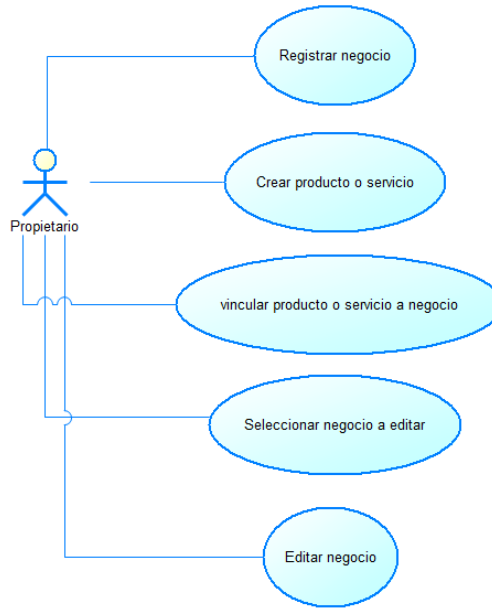 Registrar negocio
Crear producto o servicio
Propietario
vincular producto o servicio a negocio
Seleccionar negocio a editar
Editar negocio